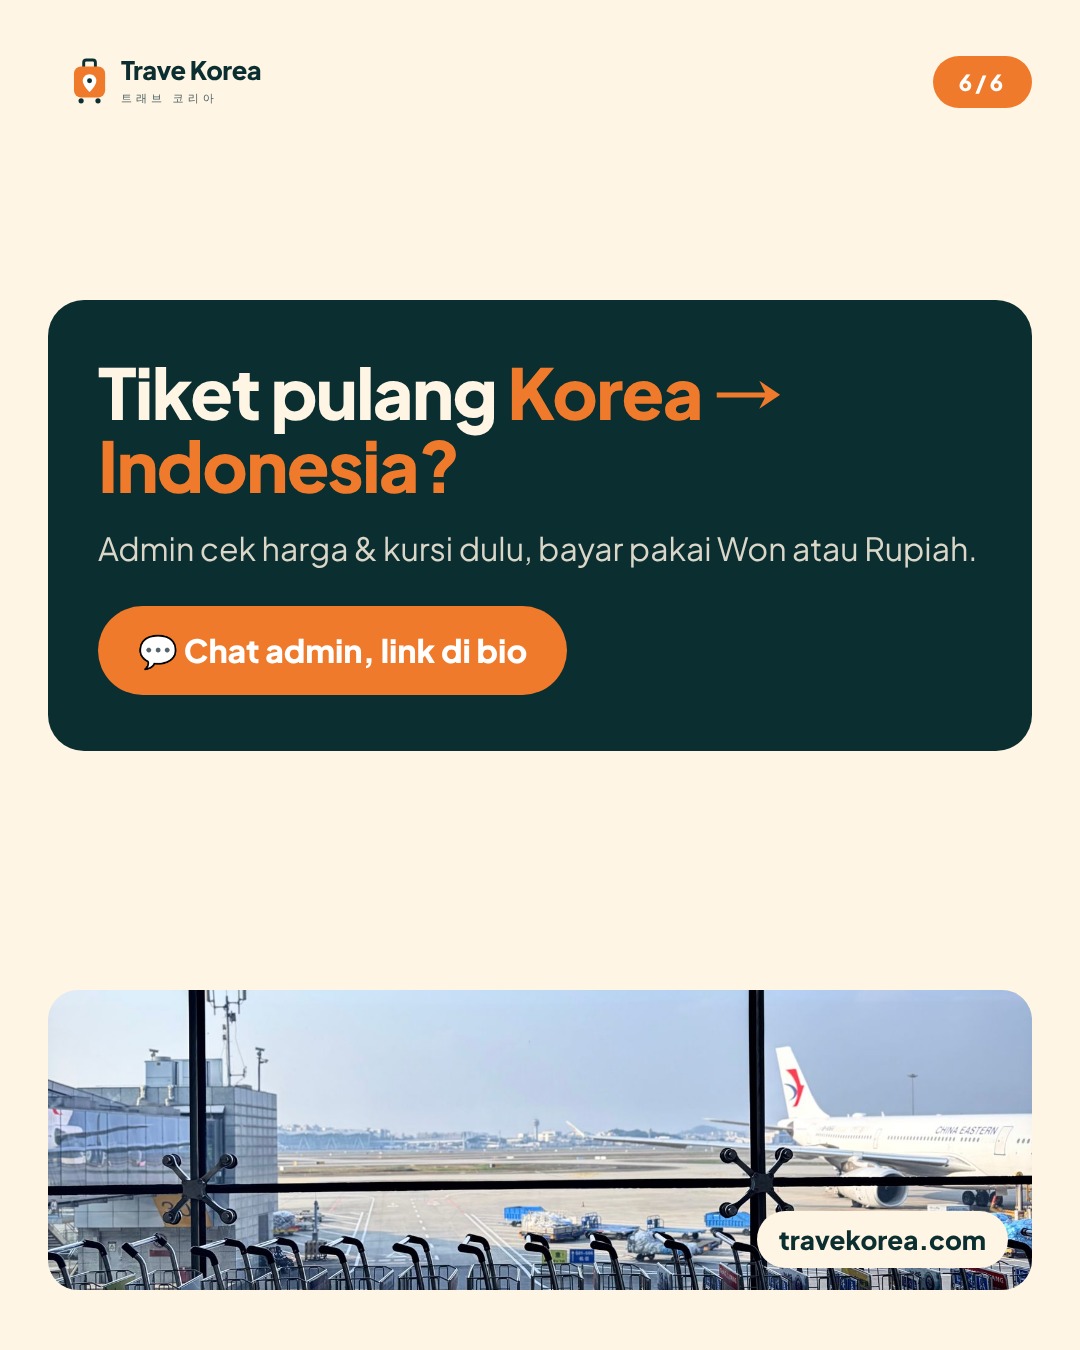 Trave Korea
트래브 코리아
6/6
Tiket pulang Korea →
Indonesia?
Admin cek harga & kursi dulu, bayar pakai Won atau Rupiah.
💬 Chat admin, link di bio
CHINA EASTERN
travekorea.com